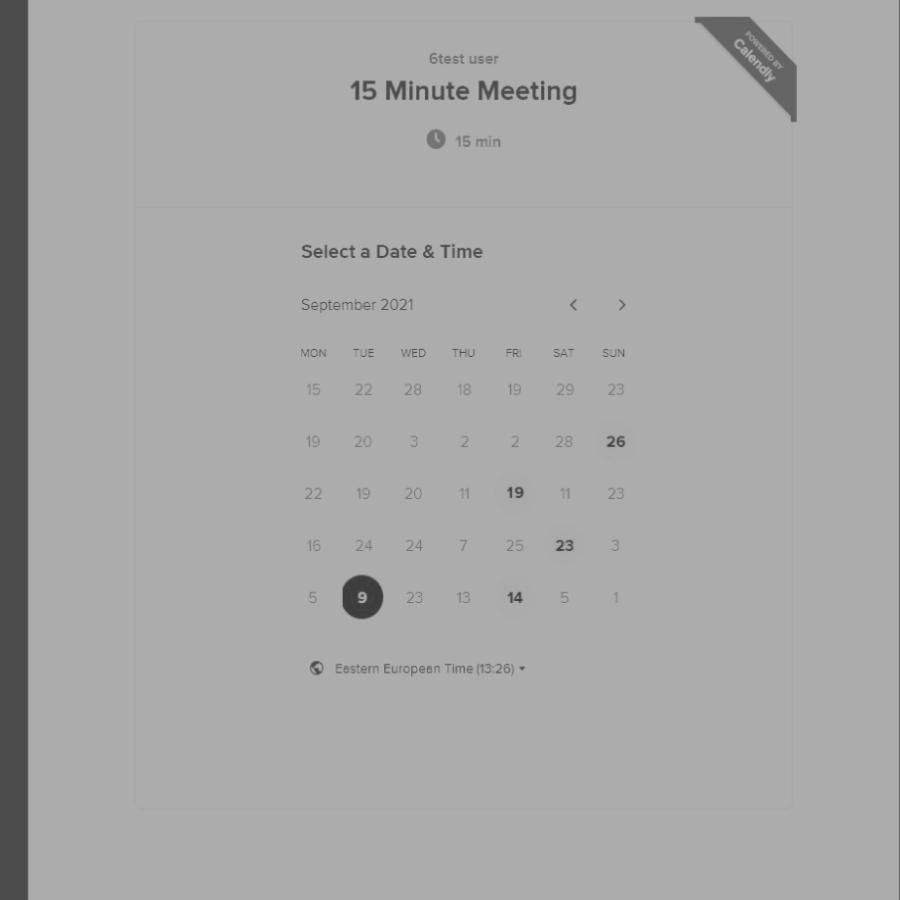 POWERED BY
Calendly
6test user
15 Minute Meeting
15 min
Select a Date & Time
September 2021
MON TUE WED THU FRI SAT SUN
15 22 28 18 19 29 23
19 20 3 2 2 28 26
22 19 20 11 19 11 23
16 24 24 7 25 23 3
5 9 23 13 14 5 1
Eastern European Time (13:26)